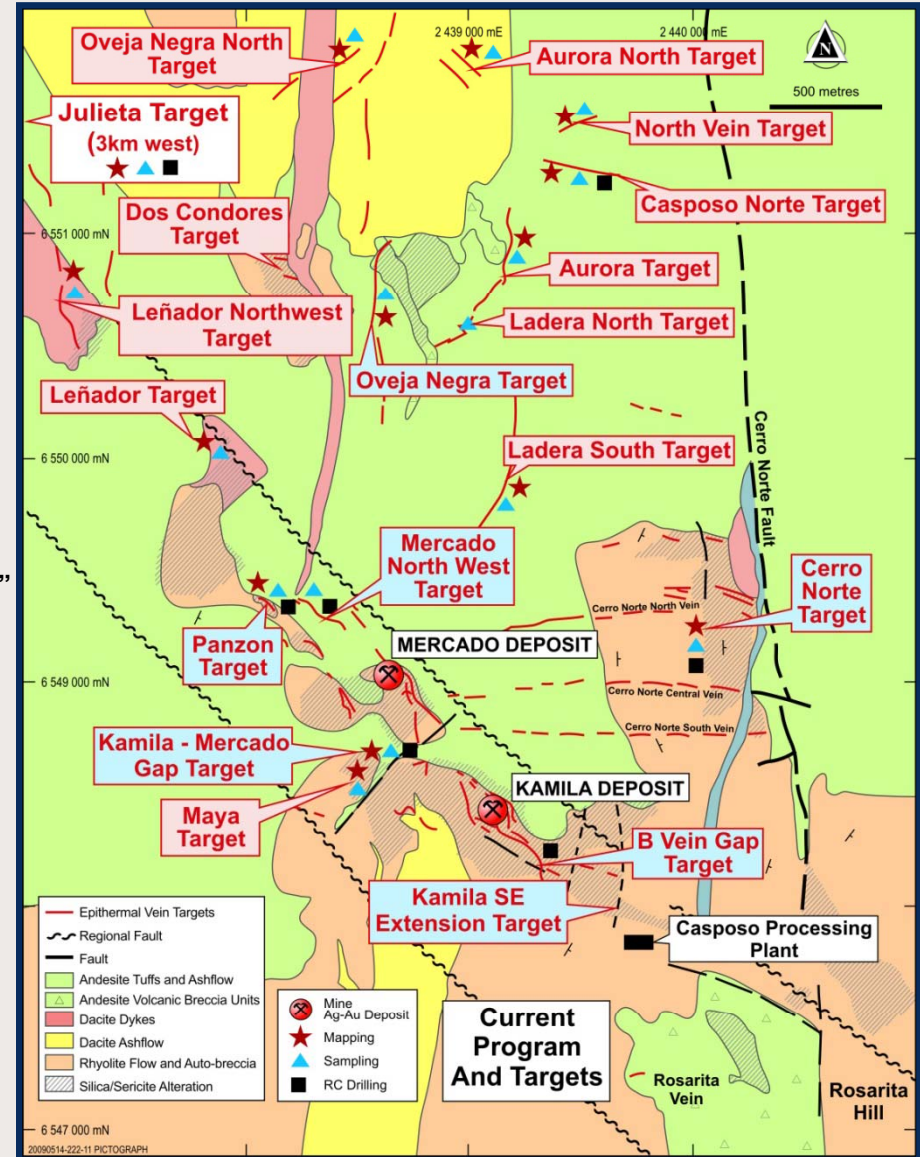 2 439 000 mE
2 440 000 mE
Oveja Negra North
Target
Aurora North Target
N
500 metres
Julieta Target
(3km west)
North Vein Target
Casposo Norte Target
Dos Condores
Target
6 551 000 mN
Aurora Target
Leñador Northwest
Target
Ladera North Target
Oveja Negra Target
Leñador Target
Cerro Norte Fault
6 550 000 mN
Ladera South Target
Mercado
North West
Target
”
Cerro
Norte
Target
Cerro Norte North Vein
Panzon
Target
MERCADO DEPOSIT
6 549 000 mN
Cerro Norte Central Vein
Cerro Norte South Vein
Kamila - Mercado
Gap Target
Maya
Target
KAMILA DEPOSIT
B Vein Gap
Target
Kamila SE
Extension Target
Casposo Processing
Plant
Epithermal Vein Targets
Regional Fault
Fault
Andesite Tuffs and Ashflow
Andesite Volcanic Breccia Units
Dacite Dykes
Dacite Ashflow
Rhyolite Flow and Auto-breccia
Silica/Sericite Alteration
Mine
Ag-Au Deposit
Mapping
Sampling
RC Drilling
Current
Program
And Targets
Rosarita
Vein
Rosarita
Hill
6 547 000 mN
20090514-222-11 PICTOGRAPH